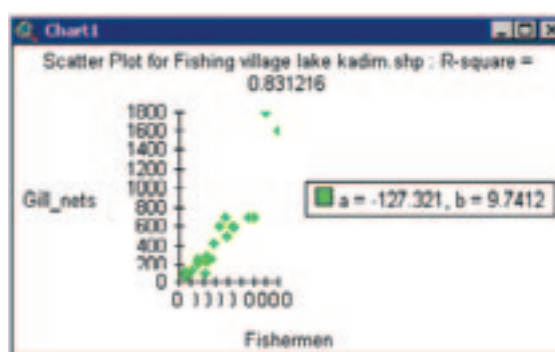 Chart1
Scatter Plot for Fishing village lake kadim.shp : R-square =
0.831216
1800
1600
1400
1200
1000
800
600
400
200
0
Gill_nets
a = -127.321, b = 9.7412
Fishermen